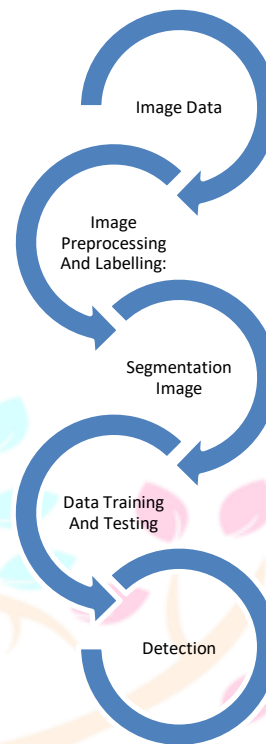 Image Data
Image
Preprocessing
And Labelling:
Segmentation
Image
Data Training
And Testing
Detection